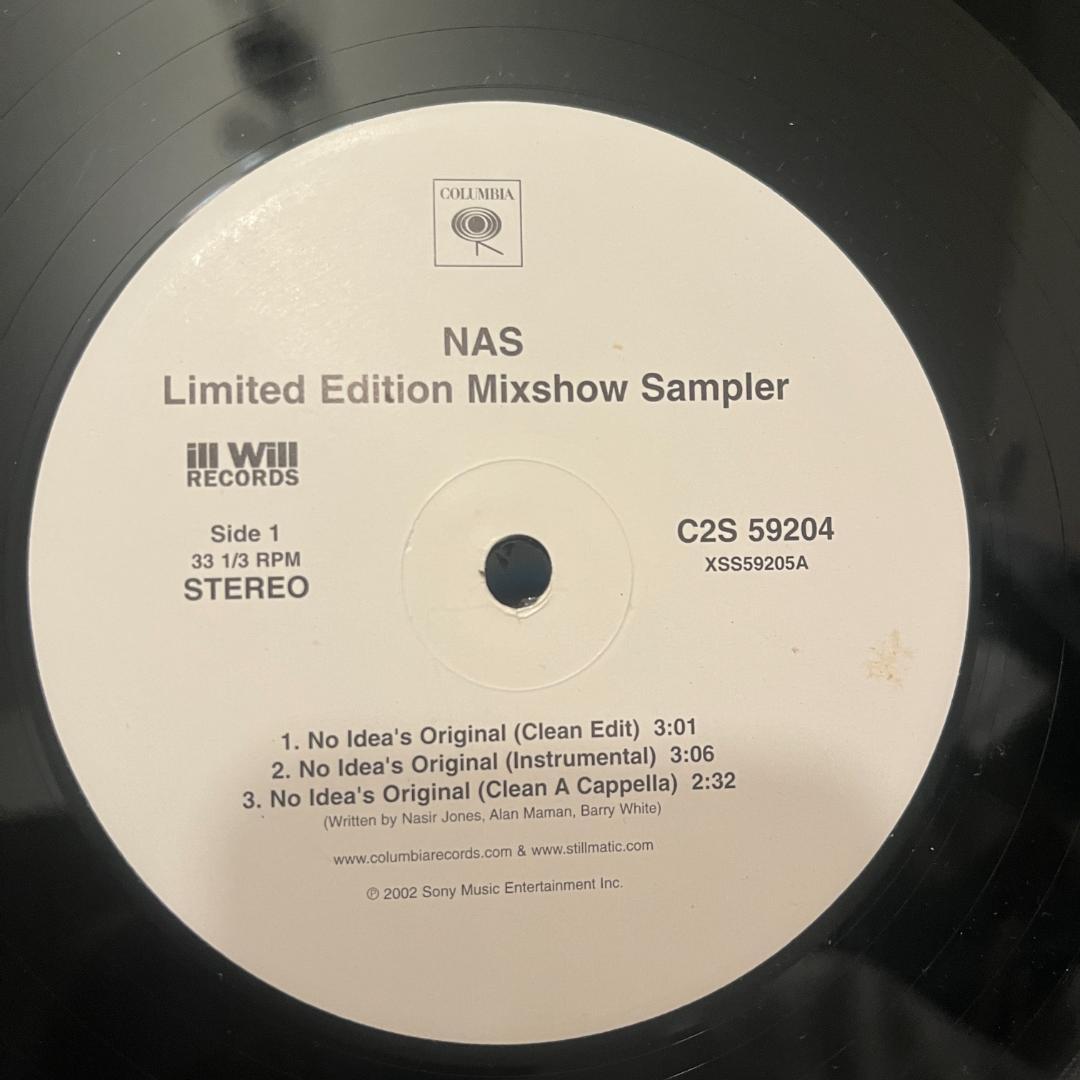 COLUMBIA
NAS
Limited Edition Mixshow Sampler
ill Will
RECORDS
Side 1
33 1/3 RPM
STEREO
C2S 59204
XSS59205A
1. No Idea's Original (Clean Edit) 3:01
2. No Idea's Original (Instrumental) 3:06
3. No Idea's Original (Clean A Cappella) 2:32
(Written by Nasir Jones, Alan Maman, Barry White)
www.columbiarecords.com & www.stillmatic.com
℗ 2002 Sony Music Entertainment Inc.